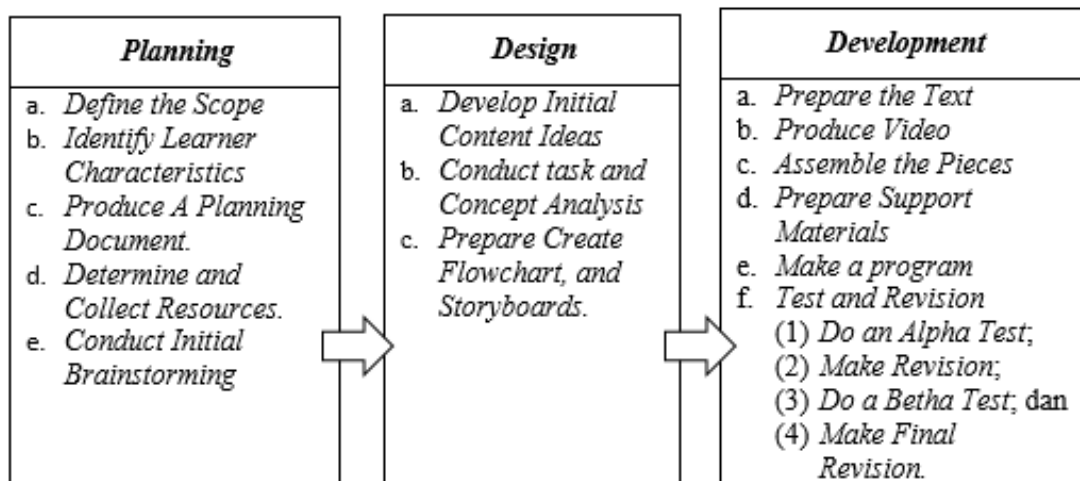 Planning
a. Define the Scope
b. Identify Learner
Characteristics
c. Produce A Planning
Document.
d. Determine and
Collect Resources.
e. Conduct Initial
Brainstorming
Design
a. Develop Initial
Content Ideas
b. Conduct task and
Concept Analysis
c. Prepare Create
Flowchart, and
Storyboards.
Development
a. Prepare the Text
b. Produce Video
c. Assemble the Pieces
d. Prepare Support
Materials
e. Make a program
f. Test and Revision
(1) Do an Alpha Test;
(2) Make Revision;
(3) Do a Betha Test; dan
(4) Make Final
Revision.